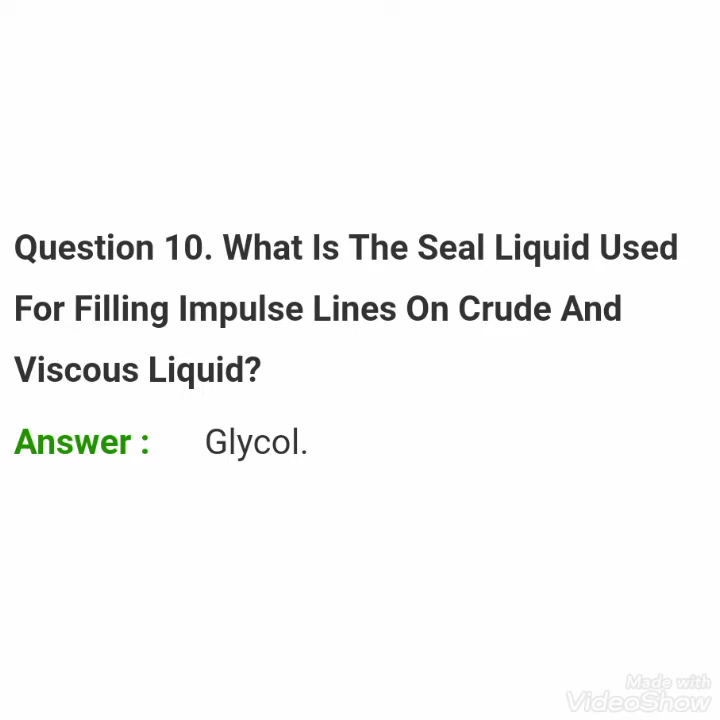 Question 10. What Is The Seal Liquid Used
For Filling Impulse Lines On Crude And
Viscous Liquid?
Answer : Glycol.
Made with
VideoShow